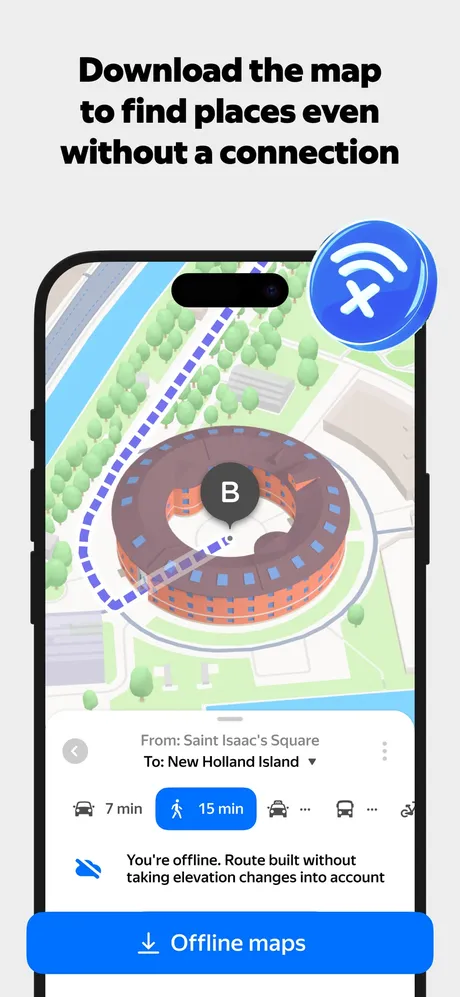 Download the map
to find places even
without a connection
B
From: Saint Isaac's Square
To: New Holland Island
7 min
15 min
...
...
You're offline. Route built without
taking elevation changes into account
Offline maps